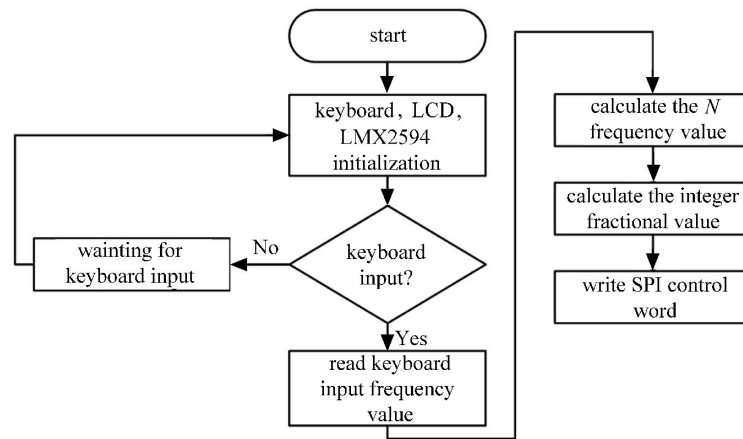 start
keyboard, LCD,
LMX2594
initialization
keyboard
input?
No
wainting for
keyboard input
Yes
read keyboard
input frequency
value
calculate the N
frequency value
calculate the integer
fractional value
write SPI control
word